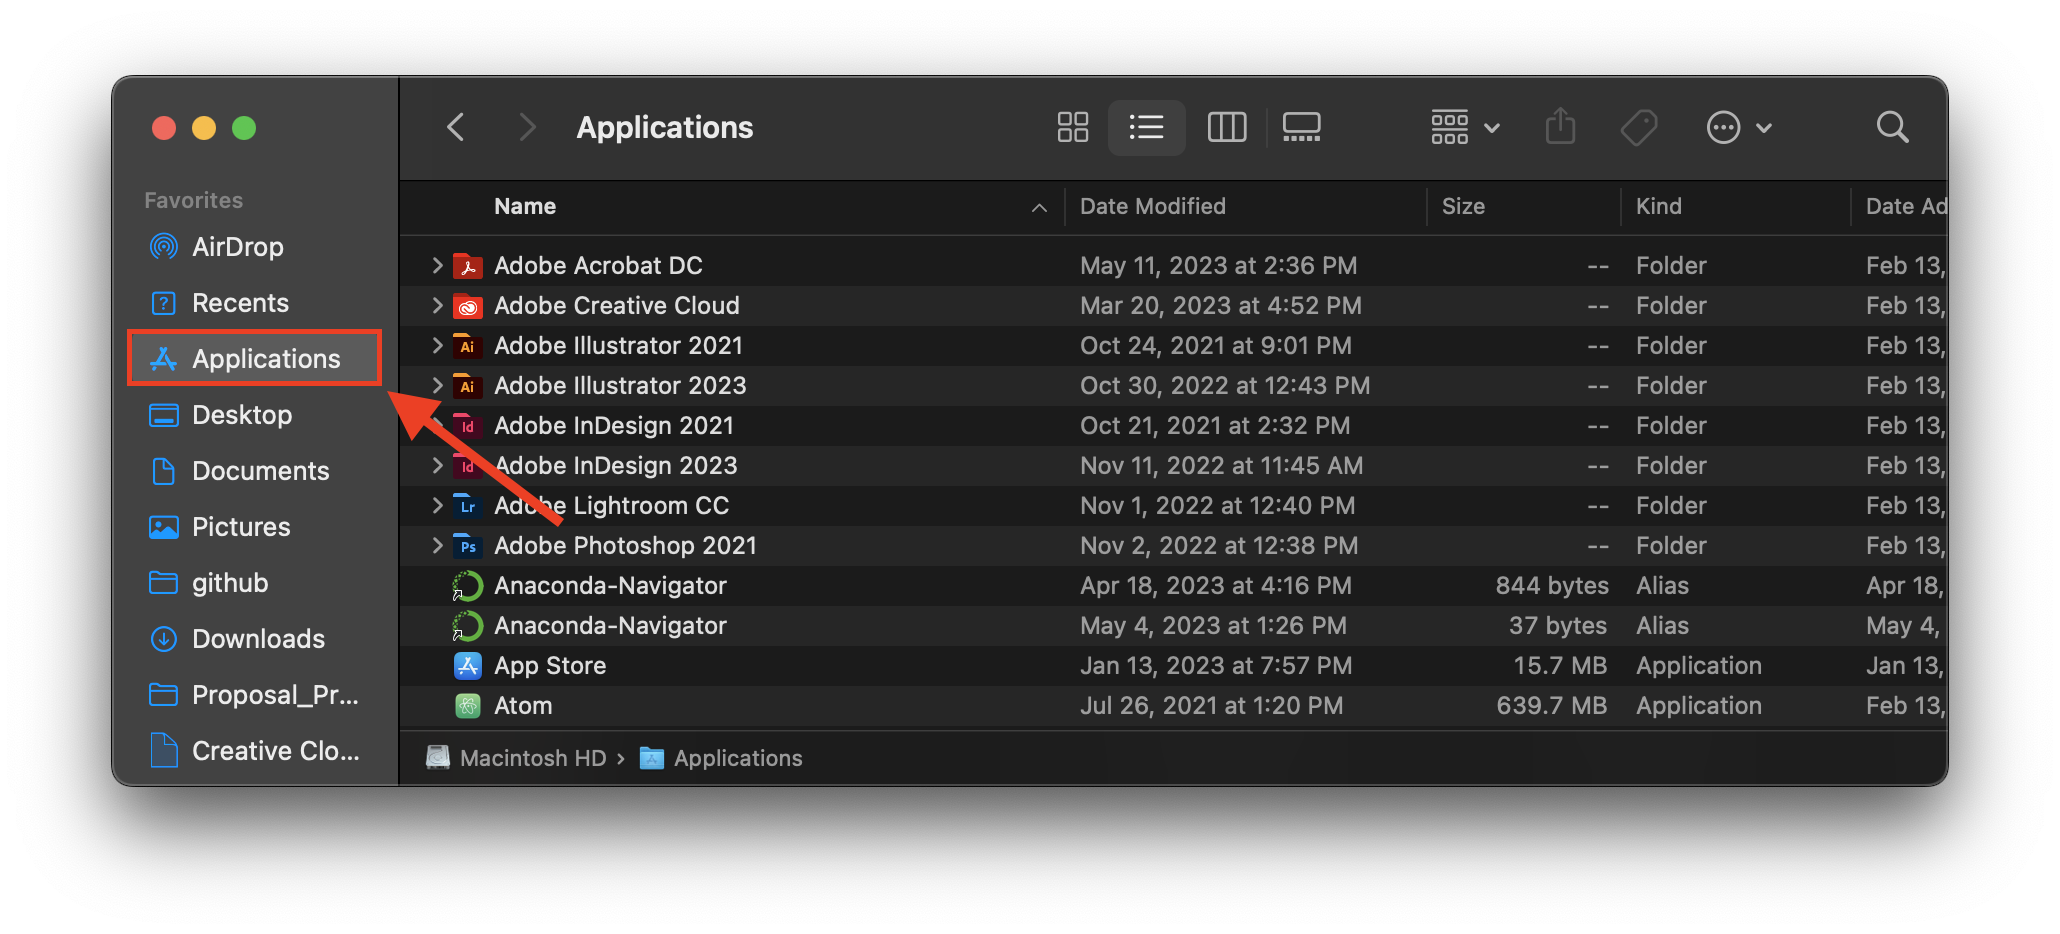 Applications
Favorites
AirDrop
Recents
Applications
Desktop
Documents
Pictures
github
Downloads
Proposal_Pr...
Creative Clo...
Name Date Modified Size Kind Date Ad
Adobe Acrobat DC May 11, 2023 at 2:36 PM -- Folder Feb 13,
Adobe Creative Cloud Mar 20, 2023 at 4:52 PM -- Folder Feb 13,
Ai Adobe Illustrator 2021 Oct 24, 2021 at 9:01 PM -- Folder Feb 13,
Ai Adobe Illustrator 2023 Oct 30, 2022 at 12:43 PM -- Folder Feb 13,
Id Adobe InDesign 2021 Oct 21, 2021 at 2:32 PM -- Folder Feb 13,
Id Adobe InDesign 2023 Nov 11, 2022 at 11:45 AM -- Folder Feb 13,
Lr Adobe Lightroom CC Nov 1, 2022 at 12:40 PM -- Folder Feb 13,
Ps Adobe Photoshop 2021 Nov 2, 2022 at 12:38 PM -- Folder Feb 13,
Anaconda-Navigator Apr 18, 2023 at 4:16 PM 844 bytes Alias Apr 18,
Anaconda-Navigator May 4, 2023 at 1:26 PM 37 bytes Alias May 4,
App Store Jan 13, 2023 at 7:57 PM 15.7 MB Application Jan 13,
Atom Jul 26, 2021 at 1:20 PM 639.7 MB Application Feb 13,
Macintosh HD › Applications